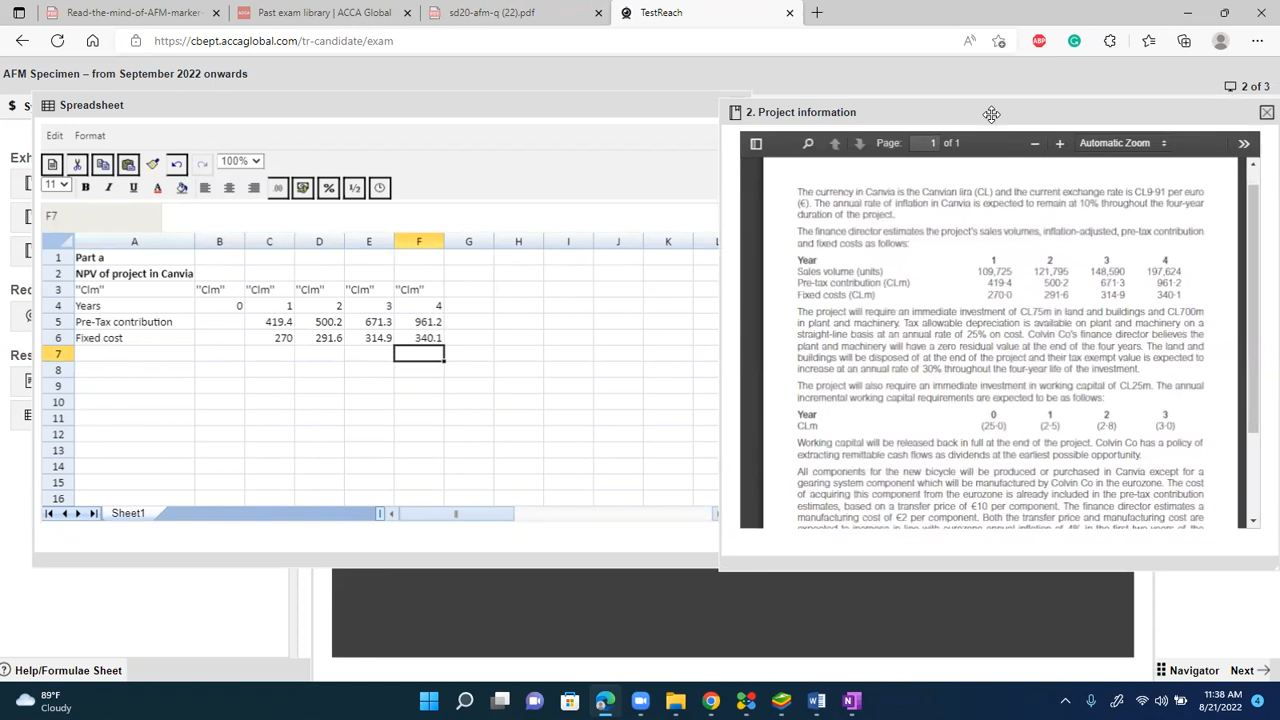 Read-the-mind-of-AFM-marker-
Past exam library | ACCA Global
sd20-afm-q (22).pdf
TestReach
https://cbept.accaglobal.com/tr-candidate/exam
AFM Specimen – from September 2022 onwards
2 of 3
Spreadsheet
2. Project information
Edit Format
Page: 1 of 1 Automatic Zoom
100%
11 B I U A % 1/2
F7
A B C D E F G H I J K L
1 Part a
2 NPV of project in Canvia
3 "Clm" "Clm" "Clm" "Clm" "Clm" "Clm"
4 Years 0 1 2 3 4
5 Pre-Tax contribution 419.4 500.2 671.3 961.2
6 Fixed cost 270 291.6 314.9 340.1
7
8
9
10
11
12
13
14
15
16
Sheet1
The currency in Canvia is the Canvian lira (CL) and the current exchange rate is CL9·91 per euro
(€). The annual rate of inflation in Canvia is expected to remain at 10% throughout the four-year
duration of the project.
The finance director estimates the project's sales volumes, inflation-adjusted, pre-tax contribution
and fixed costs as follows:
Year 1 2 3 4
Sales volume (units) 109,725 121,795 148,590 197,624
Pre-tax contribution (CLm) 419·4 500·2 671·3 961·2
Fixed costs (CLm) 270·0 291·6 314·9 340·1
The project will require an immediate investment of CL75m in land and buildings and CL700m
in plant and machinery. Tax allowable depreciation is available on plant and machinery on a
straight-line basis at an annual rate of 25% on cost. Colvin Co's finance director believes the
plant and machinery will have a zero residual value at the end of the four years. The land and
buildings will be disposed of at the end of the project and their tax exempt value is expected to
increase at an annual rate of 30% throughout the four-year life of the investment.
The project will also require an immediate investment in working capital of CL25m. The annual
incremental working capital requirements are expected to be as follows:
Year 0 1 2 3
CLm (25·0) (2·5) (2·8) (3·0)
Working capital will be released back in full at the end of the project. Colvin Co has a policy of
extracting remittable cash flows as dividends at the earliest possible opportunity.
All components for the new bicycle will be produced or purchased in Canvia except for a
gearing system component which will be manufactured by Colvin Co in the eurozone. The cost
of acquiring this component from the eurozone is already included in the pre-tax contribution
estimates, based on a transfer price of €10 per component. The finance director estimates a
manufacturing cost of €2 per component. Both the transfer price and manufacturing cost are
expected to increase in line with eurozone annual inflation of 4% in the first two years of the
Help/Formulae Sheet
Navigator Next
89°F
Cloudy
11:38 AM
8/21/2022
4